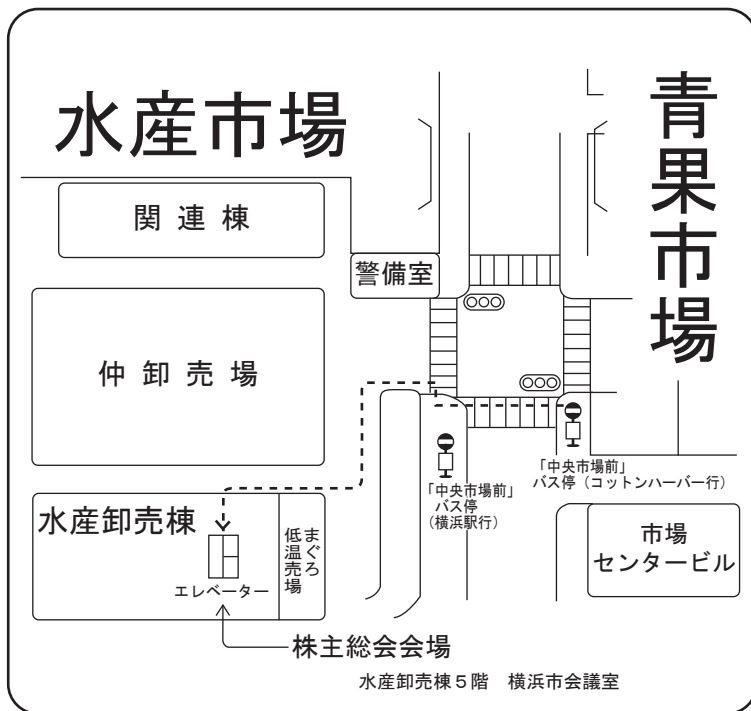 水産市場
青果市場
関連棟
警備室
仲卸売場
「中央市場前」
バス停（コットンハーバー行）
「中央市場前」
バス停
（横浜駅行）
水産卸売棟
まぐろ
低温売場
エレベーター
市場
センタービル
株主総会会場
水産卸売棟５階　横浜市会議室